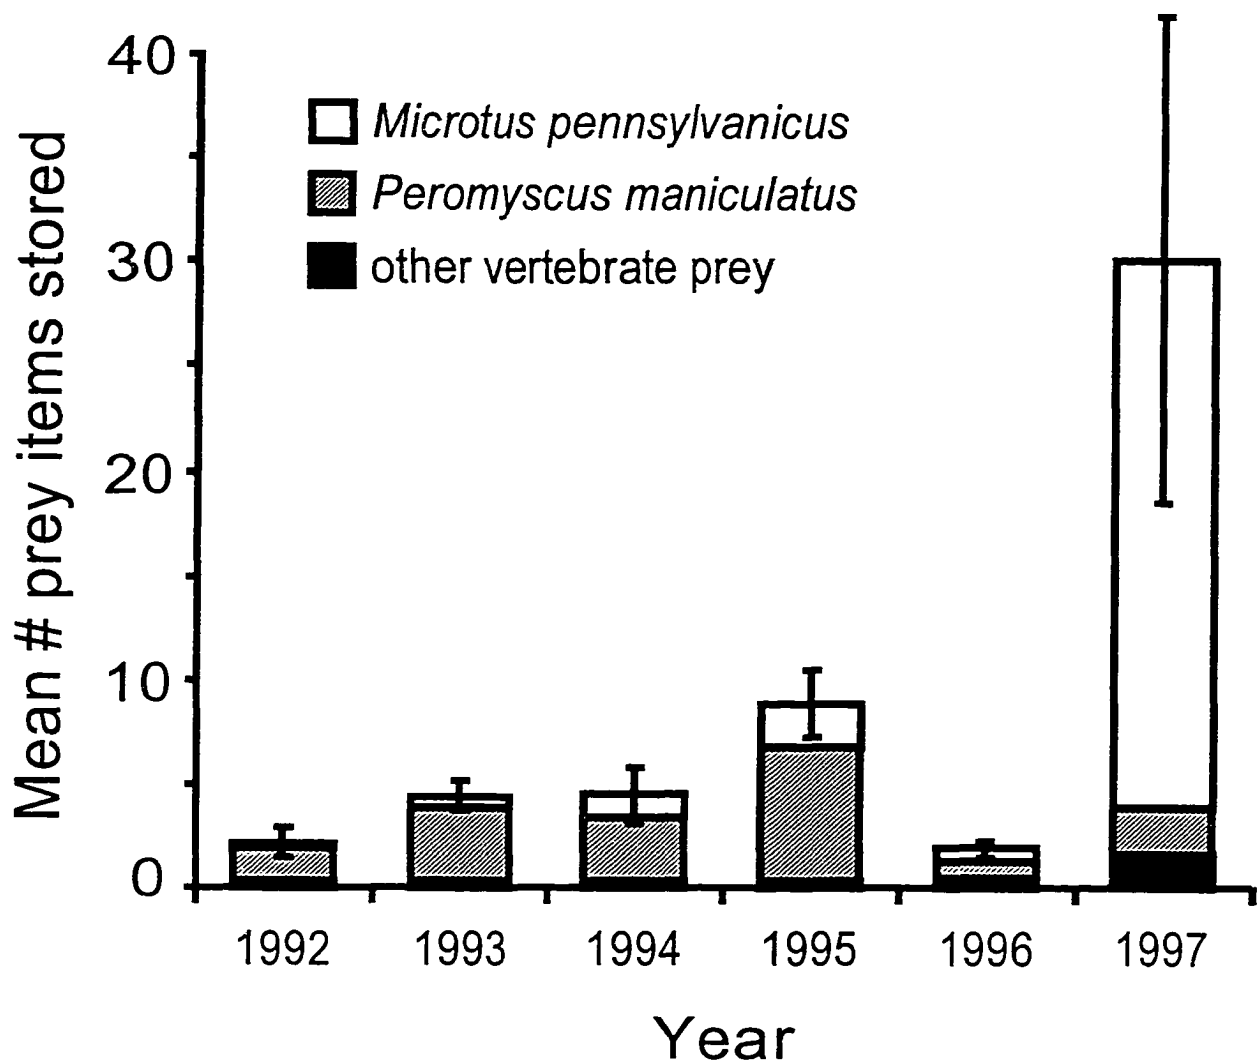 Mean # prey items stored
40
30
20
10
0
Microtus pennsylvanicus
Peromyscus maniculatus
other vertebrate prey
1992 1993 1994 1995 1996 1997
Year